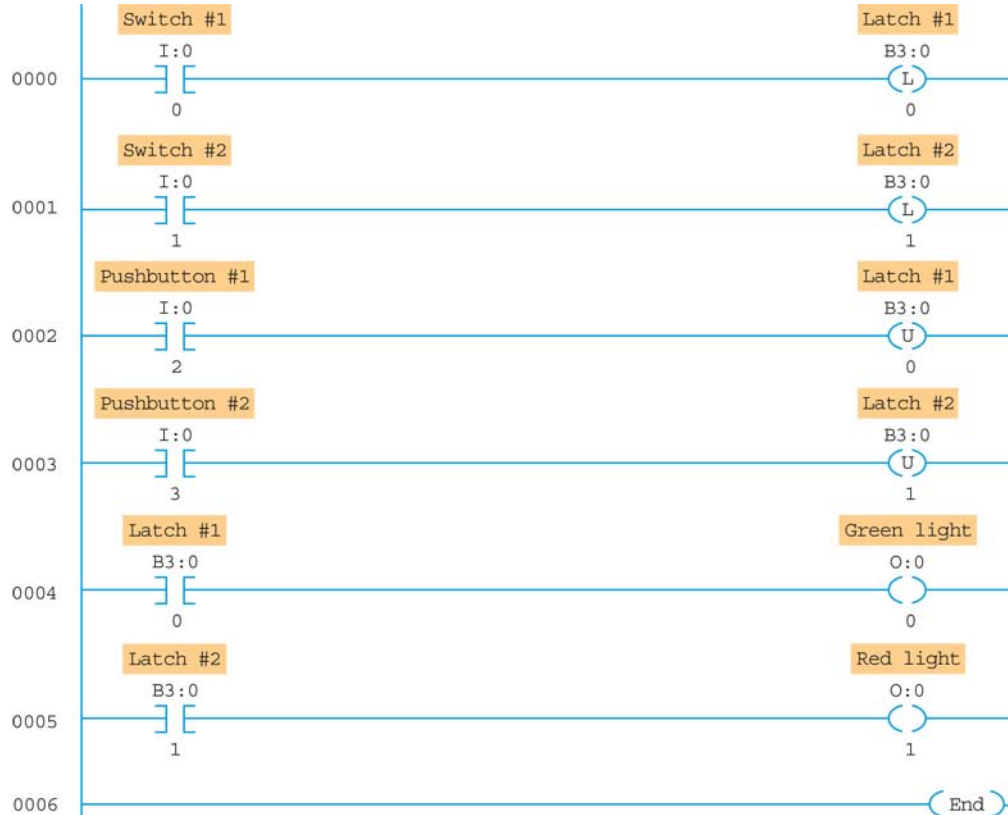 Switch #1 Latch #1
I:0 B3:0
0000 L
0 0
Switch #2 Latch #2
I:0 B3:0
0001 L
1 1
Pushbutton #1 Latch #1
I:0 B3:0
0002 U
2 0
Pushbutton #2 Latch #2
I:0 B3:0
0003 U
3 1
Latch #1 Green light
B3:0 O:0
0004
0 0
Latch #2 Red light
B3:0 O:0
0005
1 1
0006 End